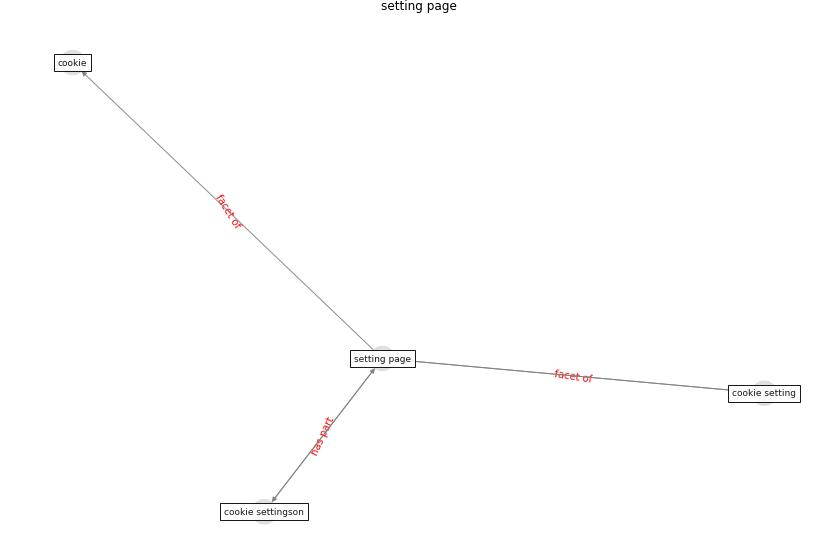 setting page
cookie
facet of
setting page
facet of
cookie setting
has part
cookie settingson